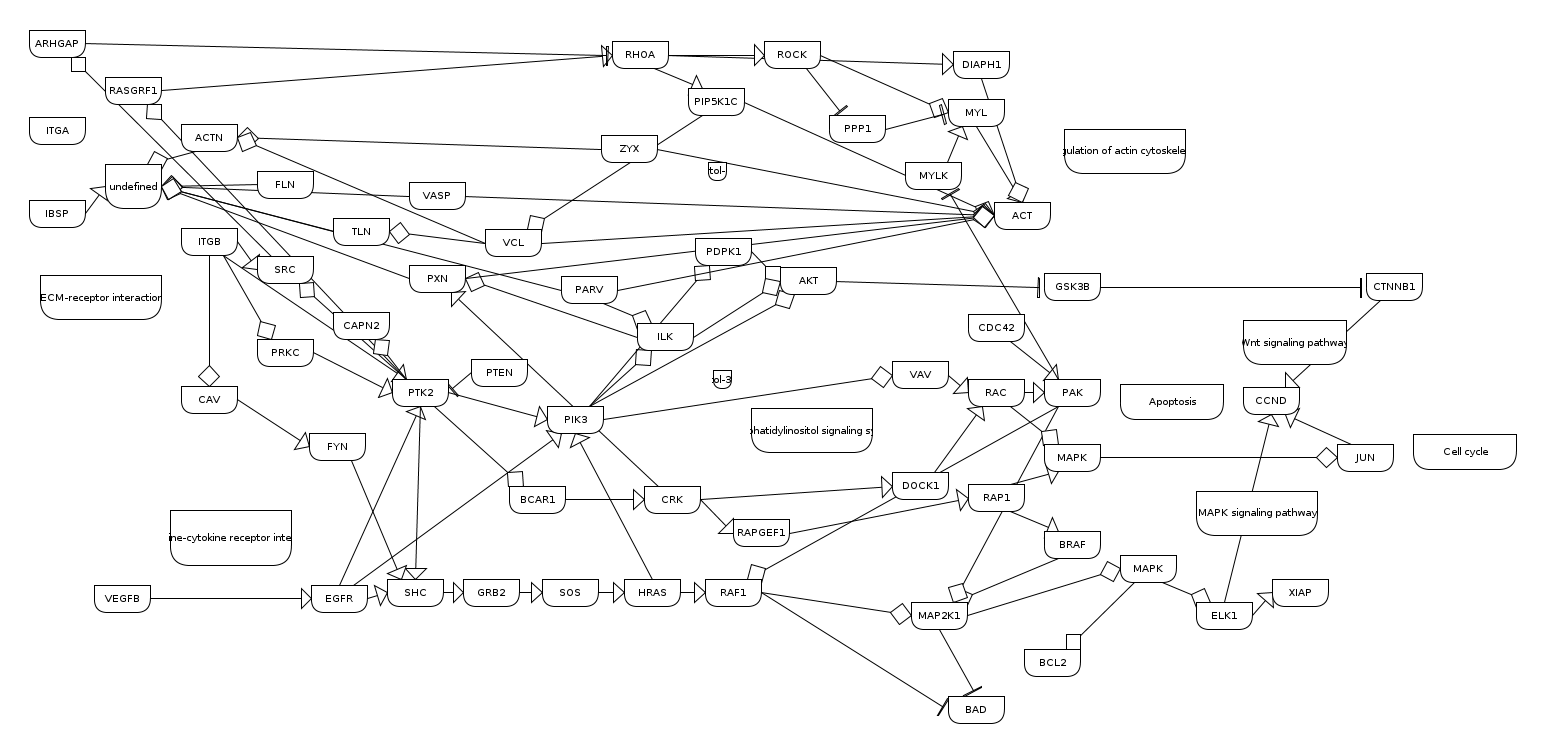 ARHGAP
RHOA
ROCK
DIAPH1
RASGRF1
PIP5K1C
MYL
ITGA
ACTN
ZYX
PPP1
gulation of actin cytoskele
tol-
MYLK
undefined
FLN
VASP
IBSP
ACT
TLN
VCL
ITGB
PDPK1
SRC
PXN
PARV
AKT
GSK3B
CTNNB1
ECM-receptor interaction
CAPN2
ILK
CDC42
Wnt signaling pathway
PRKC
PTEN
ol-3
VAV
PTK2
RAC
PAK
Apoptosis
CCND
CAV
PIK3
phatidylinositol signaling sy
FYN
MAPK
JUN
Cell cycle
DOCK1
BCAR1
CRK
RAP1
MAPK signaling pathway
ine-cytokine receptor inte
RAPGEF1
BRAF
MAPK
VEGFB
EGFR
SHC
GRB2
SOS
HRAS
RAF1
XIAP
MAP2K1
ELK1
BCL2
BAD